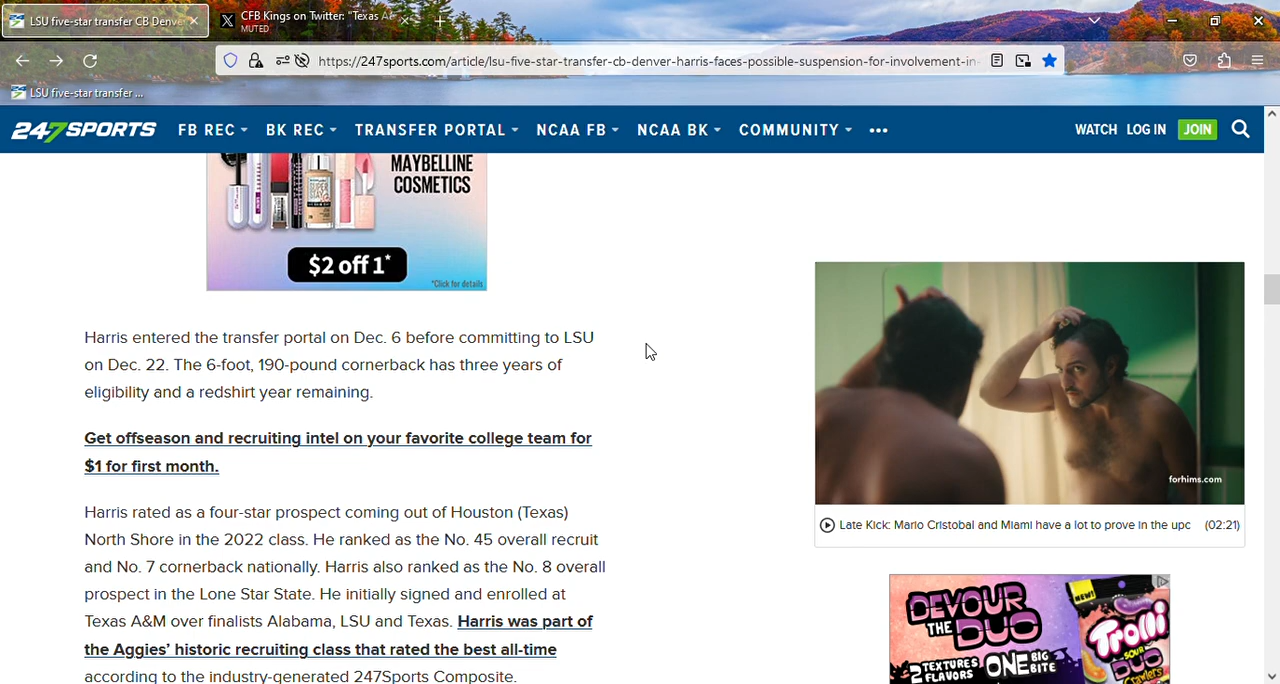 LSU five-star transfer CB Denve
CFB Kings on Twitter: "Texas A
MUTED
https://247sports.com/article/lsu-five-star-transfer-cb-denver-harris-faces-possible-suspension-for-involvement-in-
LSU five-star transfer ...
247SPORTS
FB REC
BK REC
TRANSFER PORTAL
NCAA FB
NCAA BK
COMMUNITY
WATCH
LOG IN
JOIN
MAYBELLINE
COSMETICS
$2 off 1*
*Click for details
Harris entered the transfer portal on Dec. 6 before committing to LSU
on Dec. 22. The 6-foot, 190-pound cornerback has three years of
eligibility and a redshirt year remaining.
Get offseason and recruiting intel on your favorite college team for
$1 for first month.
Harris rated as a four-star prospect coming out of Houston (Texas)
North Shore in the 2022 class. He ranked as the No. 45 overall recruit
and No. 7 cornerback nationally. Harris also ranked as the No. 8 overall
prospect in the Lone Star State. He initially signed and enrolled at
Texas A&M over finalists Alabama, LSU and Texas. Harris was part of
the Aggies' historic recruiting class that rated the best all-time
according to the industry-generated 247Sports Composite.
forhims.com
Late Kick: Mario Cristobal and Miami have a lot to prove in the upc (02:21)
DEVOUR
THE DUO
2 TEXTURES
FLAVORS
ONE BIG
BITE
NEW!
Trolli
SOUR
DUO
Crawlers